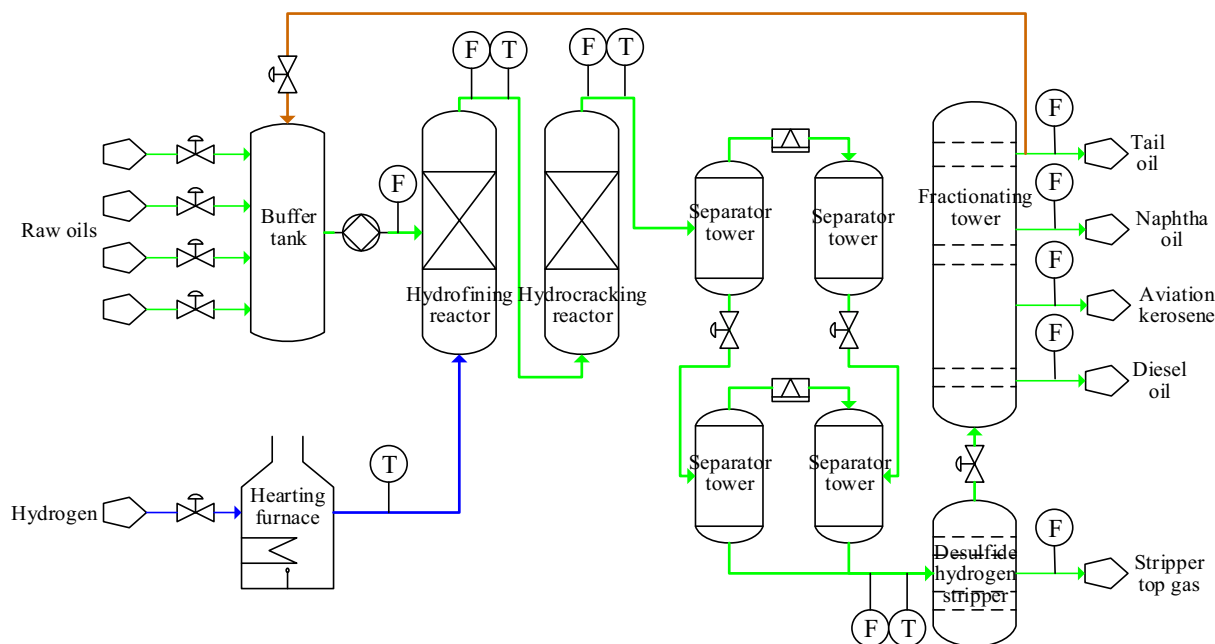 F
T
F
T
F
Tail
oil
Raw oils
Buffer
tank
F
F
Naphtha
oil
Separator
tower
Separator
tower
Fractionating
tower
Hydrofining
reactor
Hydrocracking
reactor
F
Aviation
kerosene
F
Diesel
oil
Hydrogen
Hearting
furnace
T
Separator
tower
Separator
tower
F
T
Desulfide
hydrogen
stripper
F
Stripper
top gas